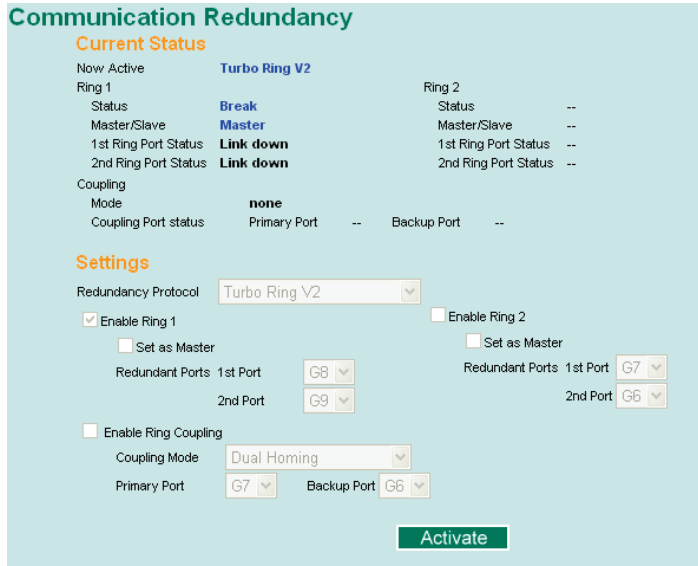 Communication Redundancy
Current Status
Now Active Turbo Ring V2
Ring 1 Ring 2
Status Break Status --
Master/Slave Master Master/Slave --
1st Ring Port Status Link down 1st Ring Port Status --
2nd Ring Port Status Link down 2nd Ring Port Status --
Coupling
Mode none
Coupling Port status Primary Port -- Backup Port --
Settings
Redundancy Protocol Turbo Ring V2
Enable Ring 1 Enable Ring 2
Set as Master Set as Master
Redundant Ports 1st Port G8 Redundant Ports 1st Port G7
2nd Port G9 2nd Port G6
Enable Ring Coupling
Coupling Mode Dual Homing
Primary Port G7 Backup Port G6
Activate